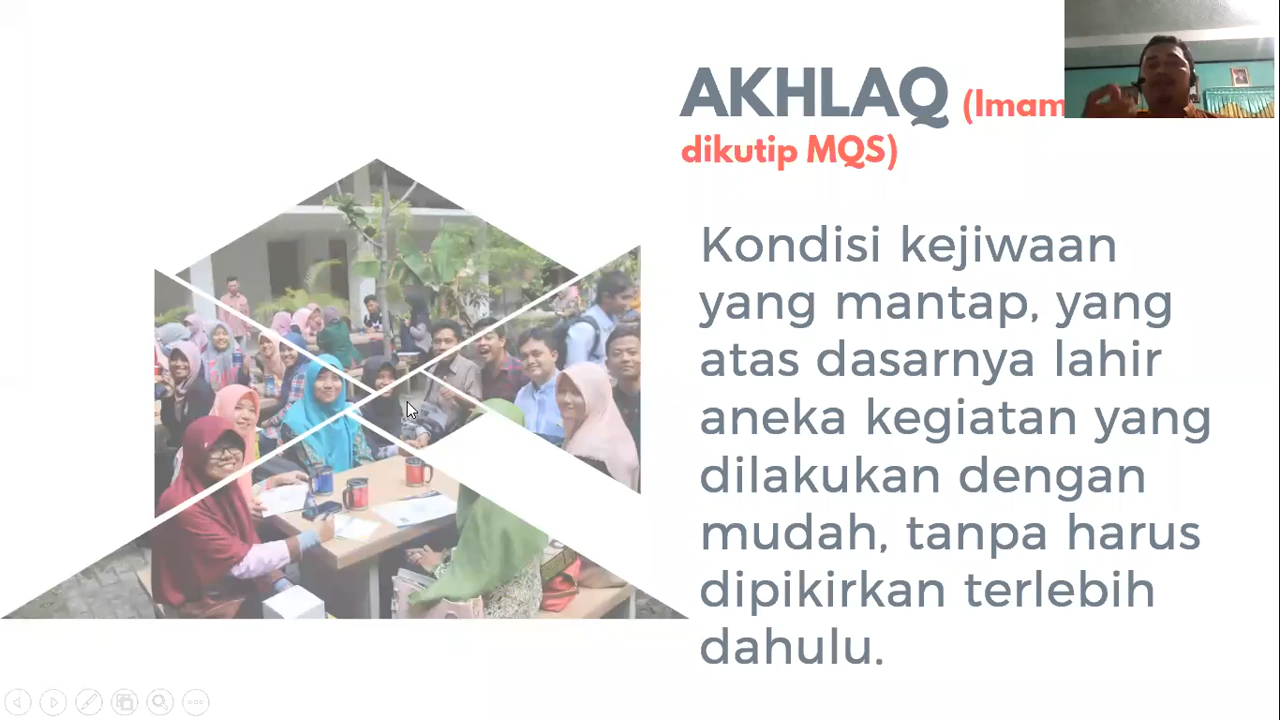 AKHLAQ (Imam
dikutip MQS)
Kondisi kejiwaan
yang mantap, yang
atas dasarnya lahir
aneka kegiatan yang
dilakukan dengan
mudah, tanpa harus
dipikirkan terlebih
dahulu.